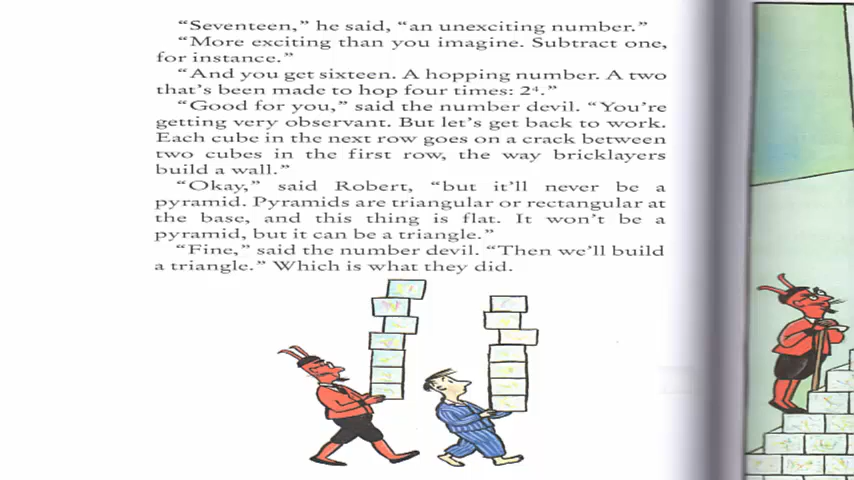 “Seventeen,” he said, “an unexciting number.”
“More exciting than you imagine. Subtract one,
for instance.”
“And you get sixteen. A hopping number. A two
that’s been made to hop four times: 2⁴.”
“Good for you,” said the number devil. “You’re
getting very observant. But let’s get back to work.
Each cube in the next row goes on a crack between
two cubes in the first row, the way bricklayers
build a wall.”
“Okay,” said Robert, “but it’ll never be a
pyramid. Pyramids are triangular or rectangular at
the base, and this thing is flat. It won’t be a
pyramid, but it can be a triangle.”
“Fine,” said the number devil. “Then we’ll build
a triangle.” Which is what they did.